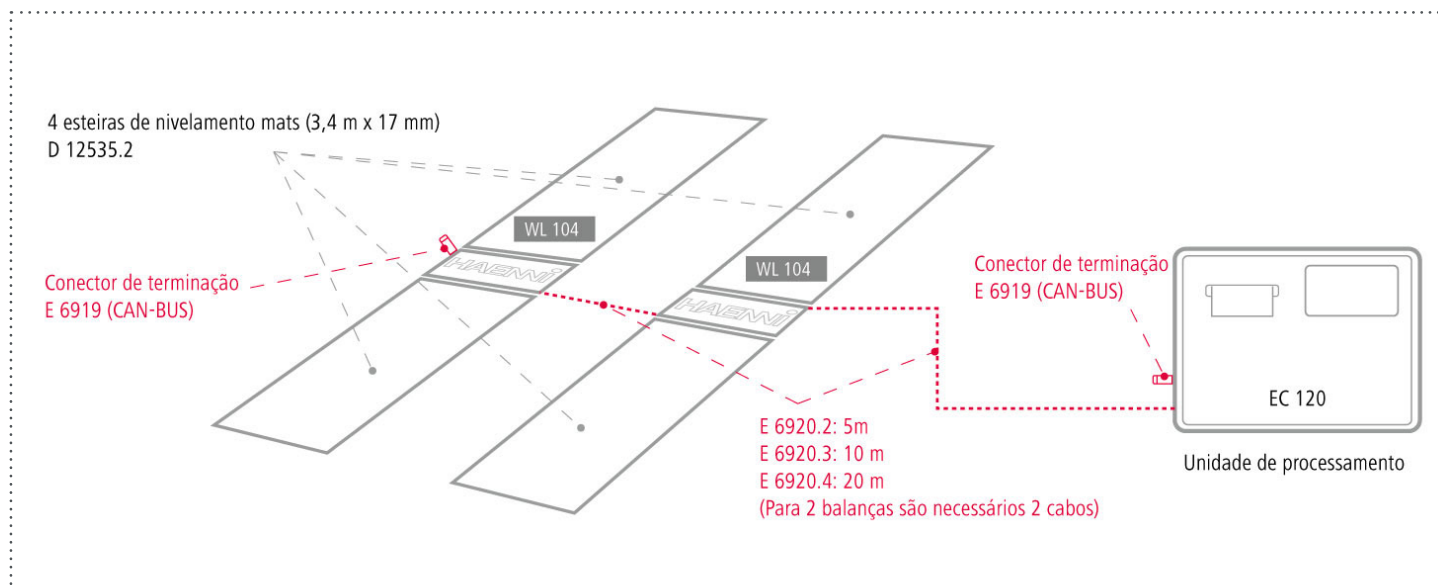 4 esteiras de nivelamento mats (3,4 m x 17 mm)
D 12535.2
WL 104
HAENNI
WL 104
HAENNI
Conector de terminação
E 6919 (CAN-BUS)
Conector de terminação
E 6919 (CAN-BUS)
EC 120
Unidade de processamento
E 6920.2: 5m
E 6920.3: 10 m
E 6920.4: 20 m
(Para 2 balanças são necessários 2 cabos)